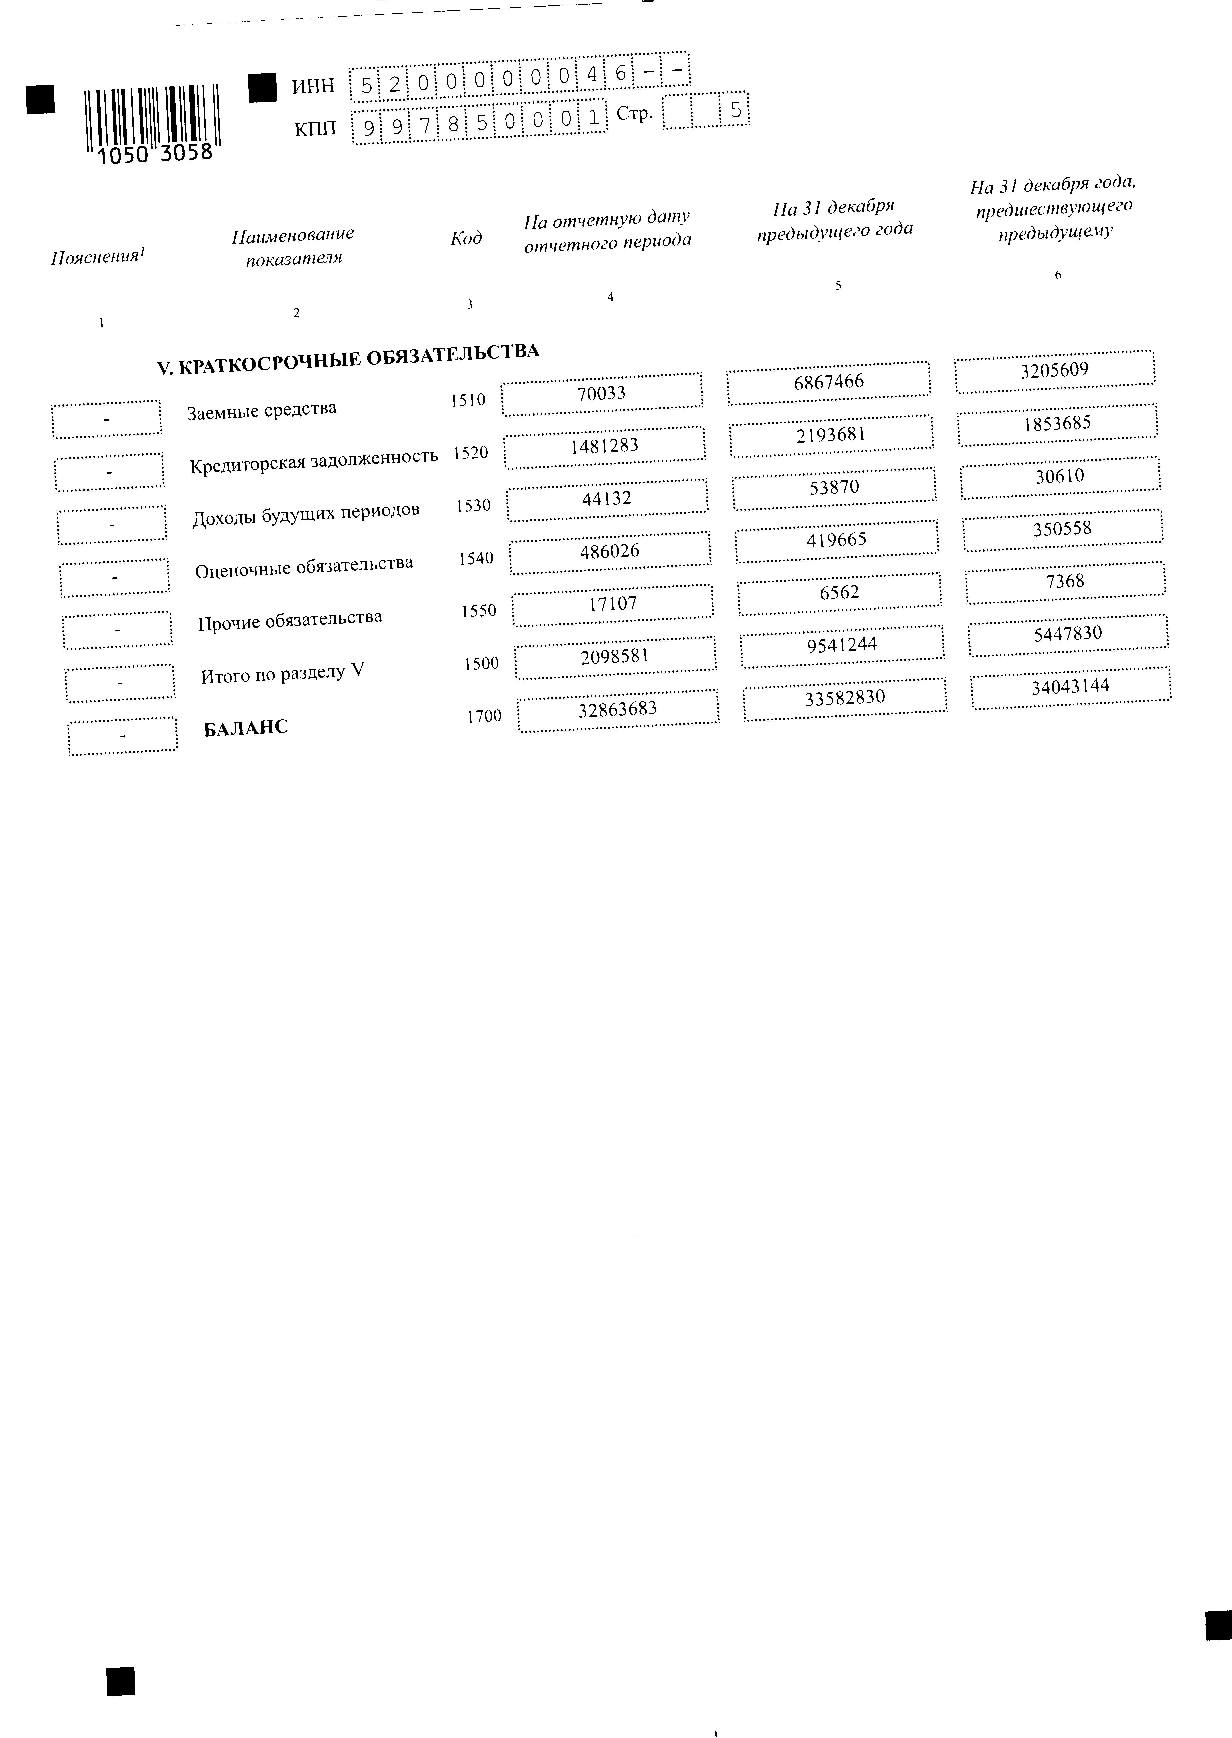 ИНН 5200000046--
КПП 997850001 Стр. 5
1050 3058
Пояснения¹ Наименование показателя Код На отчетную дату отчетного периода На 31 декабря предыдущего года На 31 декабря года, предшествующего предыдущему
1 2 3 4 5 6
V. КРАТКОСРОЧНЫЕ ОБЯЗАТЕЛЬСТВА
- Заемные средства 1510 70033 6867466 3205609
- Кредиторская задолженность 1520 1481283 2193681 1853685
- Доходы будущих периодов 1530 44132 53870 30610
- Оценочные обязательства 1540 486026 419665 350558
- Прочие обязательства 1550 17107 6562 7368
- Итого по разделу V 1500 2098581 9541244 5447830
- БАЛАНС 1700 32863683 33582830 34043144